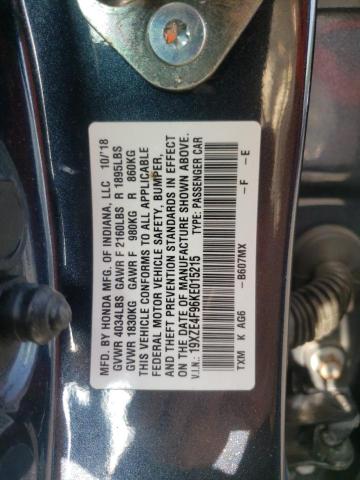 MFD. BY HONDA MFG. OF INDIANA, LLC 10/'18
GVWR 4034LBS GAWR F 2160LBS R 1895LBS
GVWR 1830KG GAWR F 980KG R 860KG
THIS VEHICLE CONFORMS TO ALL APPLICABLE
FEDERAL MOTOR VEHICLE SAFETY, BUMPER,
AND THEFT PREVENTION STANDARDS IN EFFECT
ON THE DATE OF MANUFACTURE SHOWN ABOVE.
V.I.N.: 19XZE4F96KE015215 TYPE: PASSENGER CAR
TXM K AG6 -B607MX -F -E